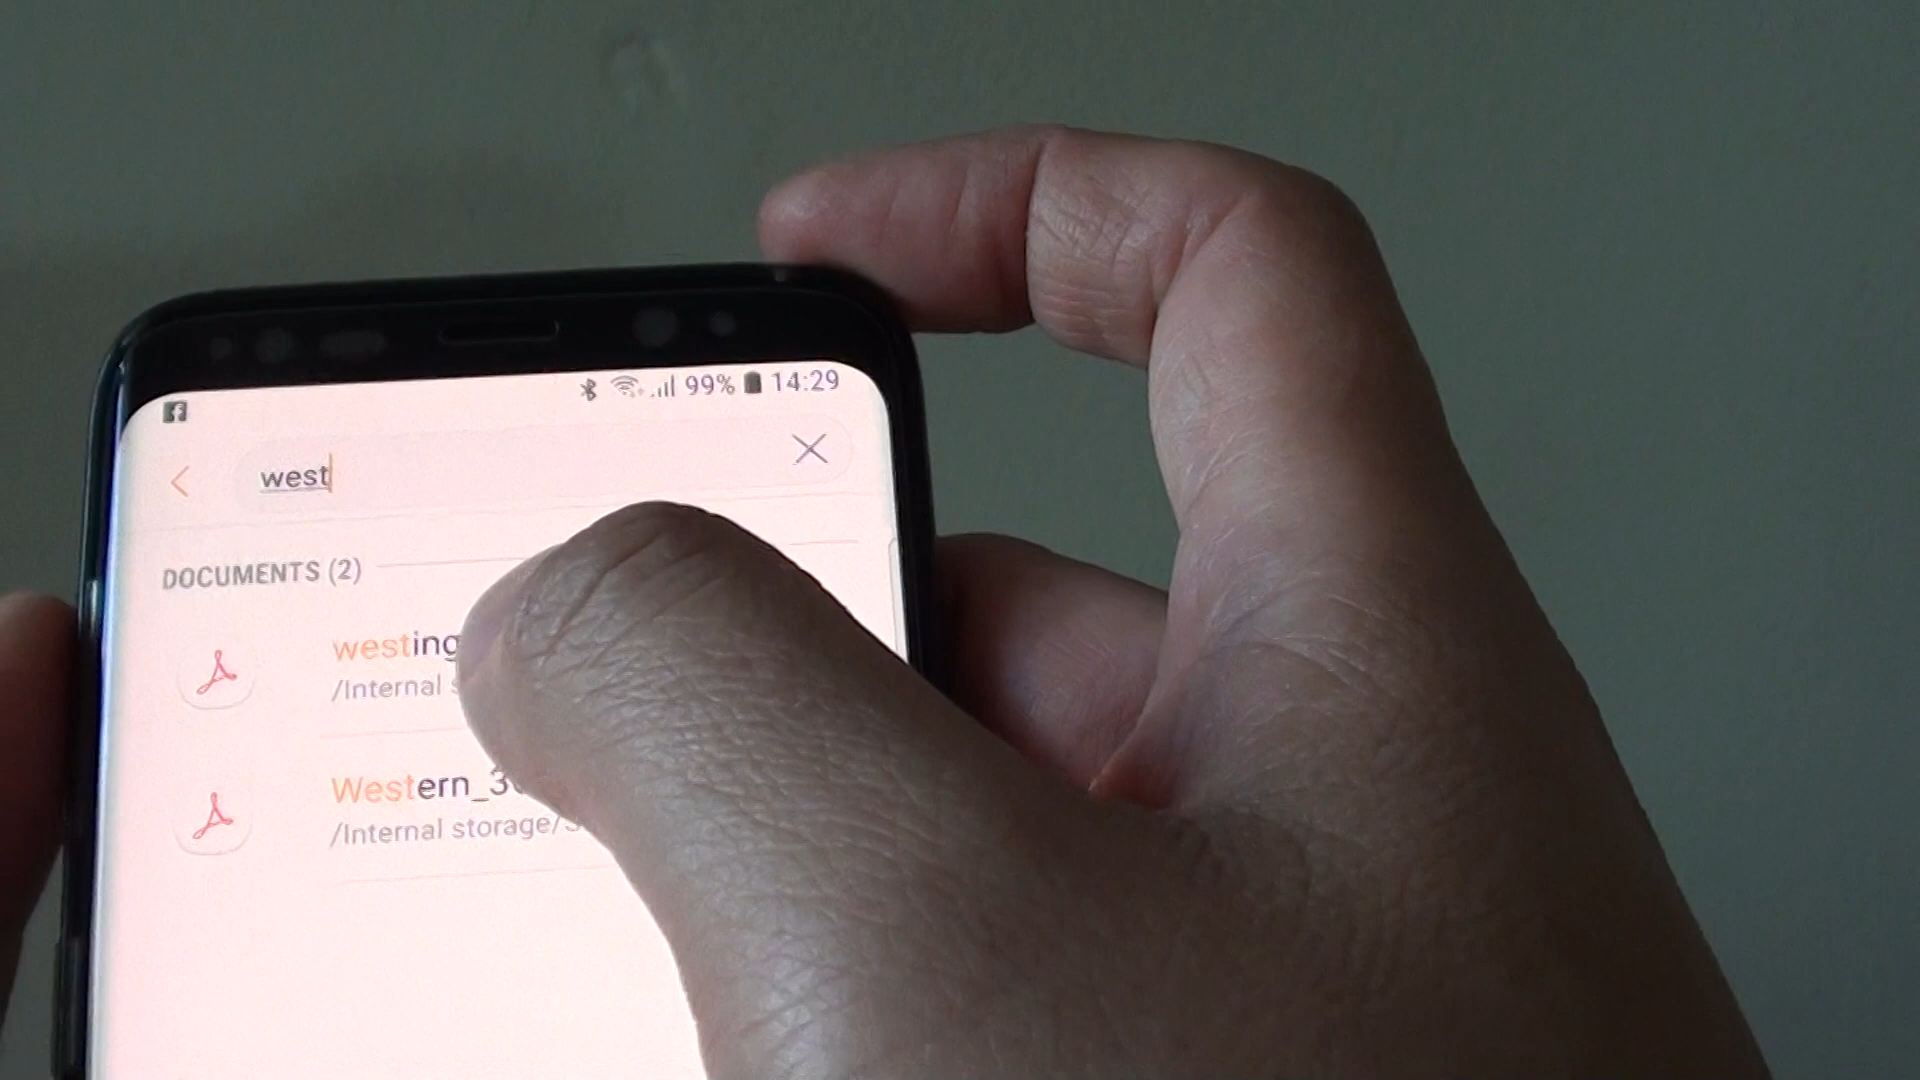 99% 14:29
west
DOCUMENTS (2)
westing
/Internal
Western_3
/Internal storage/